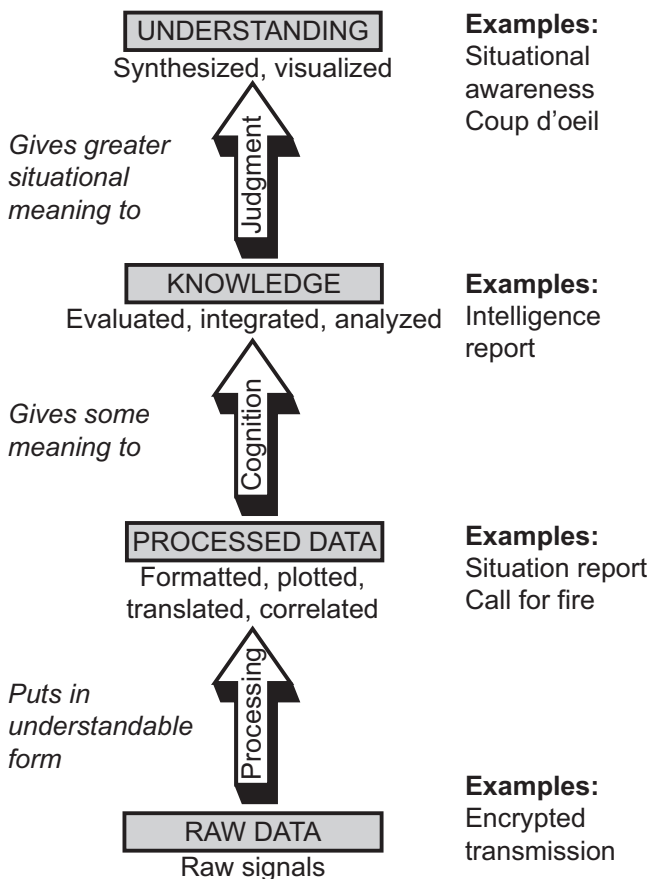 UNDERSTANDING
Synthesized, visualized
Examples:
Situational
awareness
Coup d'oeil
Gives greater
situational
meaning to
Judgment
KNOWLEDGE
Evaluated, integrated, analyzed
Examples:
Intelligence
report
Gives some
meaning to
Cognition
PROCESSED DATA
Formatted, plotted,
translated, correlated
Examples:
Situation report
Call for fire
Puts in
understandable
form
Processing
RAW DATA
Raw signals
Examples:
Encrypted
transmission